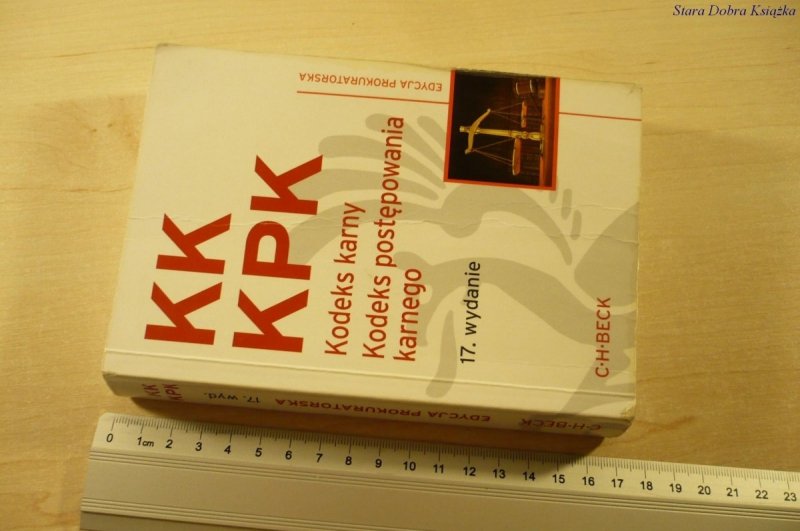 Stara Dobra Książka
EDYCJA PROKURATORSKA
KK
KPK
Kodeks karny
Kodeks postępowania
karnego
17. wydanie
C·H·BECK
KK
KPK
17. wyd.
EDYCJA PROKURATORSKA
C·H·BECK
0 1cm 2 3 4 5 6 7 8 9 10 11 12 13 14 15 16 17 18 19 20 21 22 23